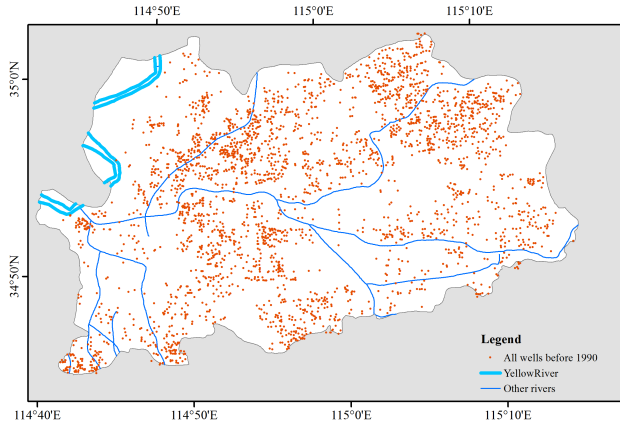 114°50'E 115°0'E 115°10'E
35°0'N
34°50'N
Legend
All wells before 1990
YellowRiver
Other rivers
114°40'E 114°50'E 115°0'E 115°10'E